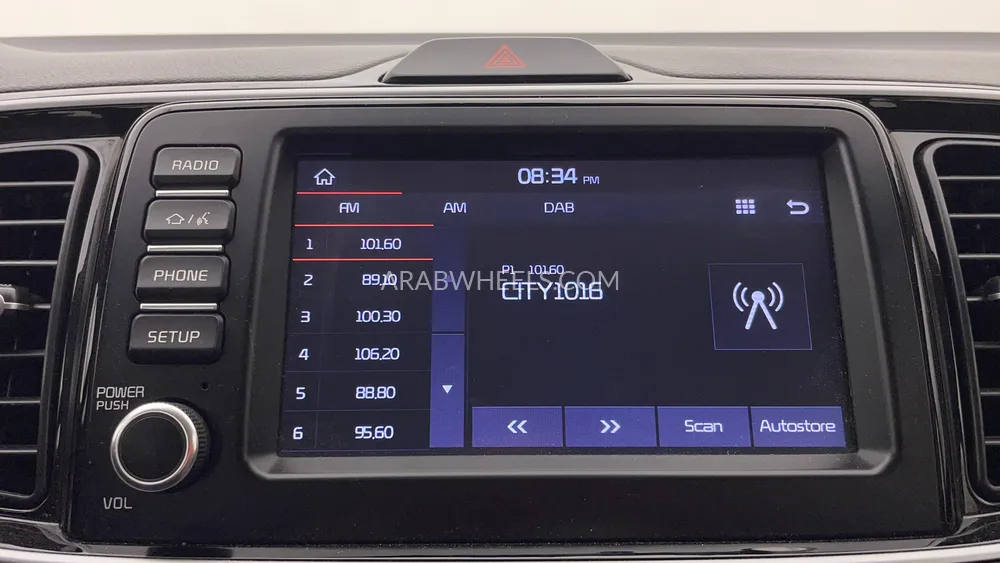 RADIO
/
PHONE
SETUP
POWER
PUSH
VOL
08:34 PM
FM AM DAB
1 101.60
2 89.10
3 100.30
4 106.20
5 88.80
6 95.60
P1 101.60
CITY1016
Scan Autostore
ARABWHEELS.COM